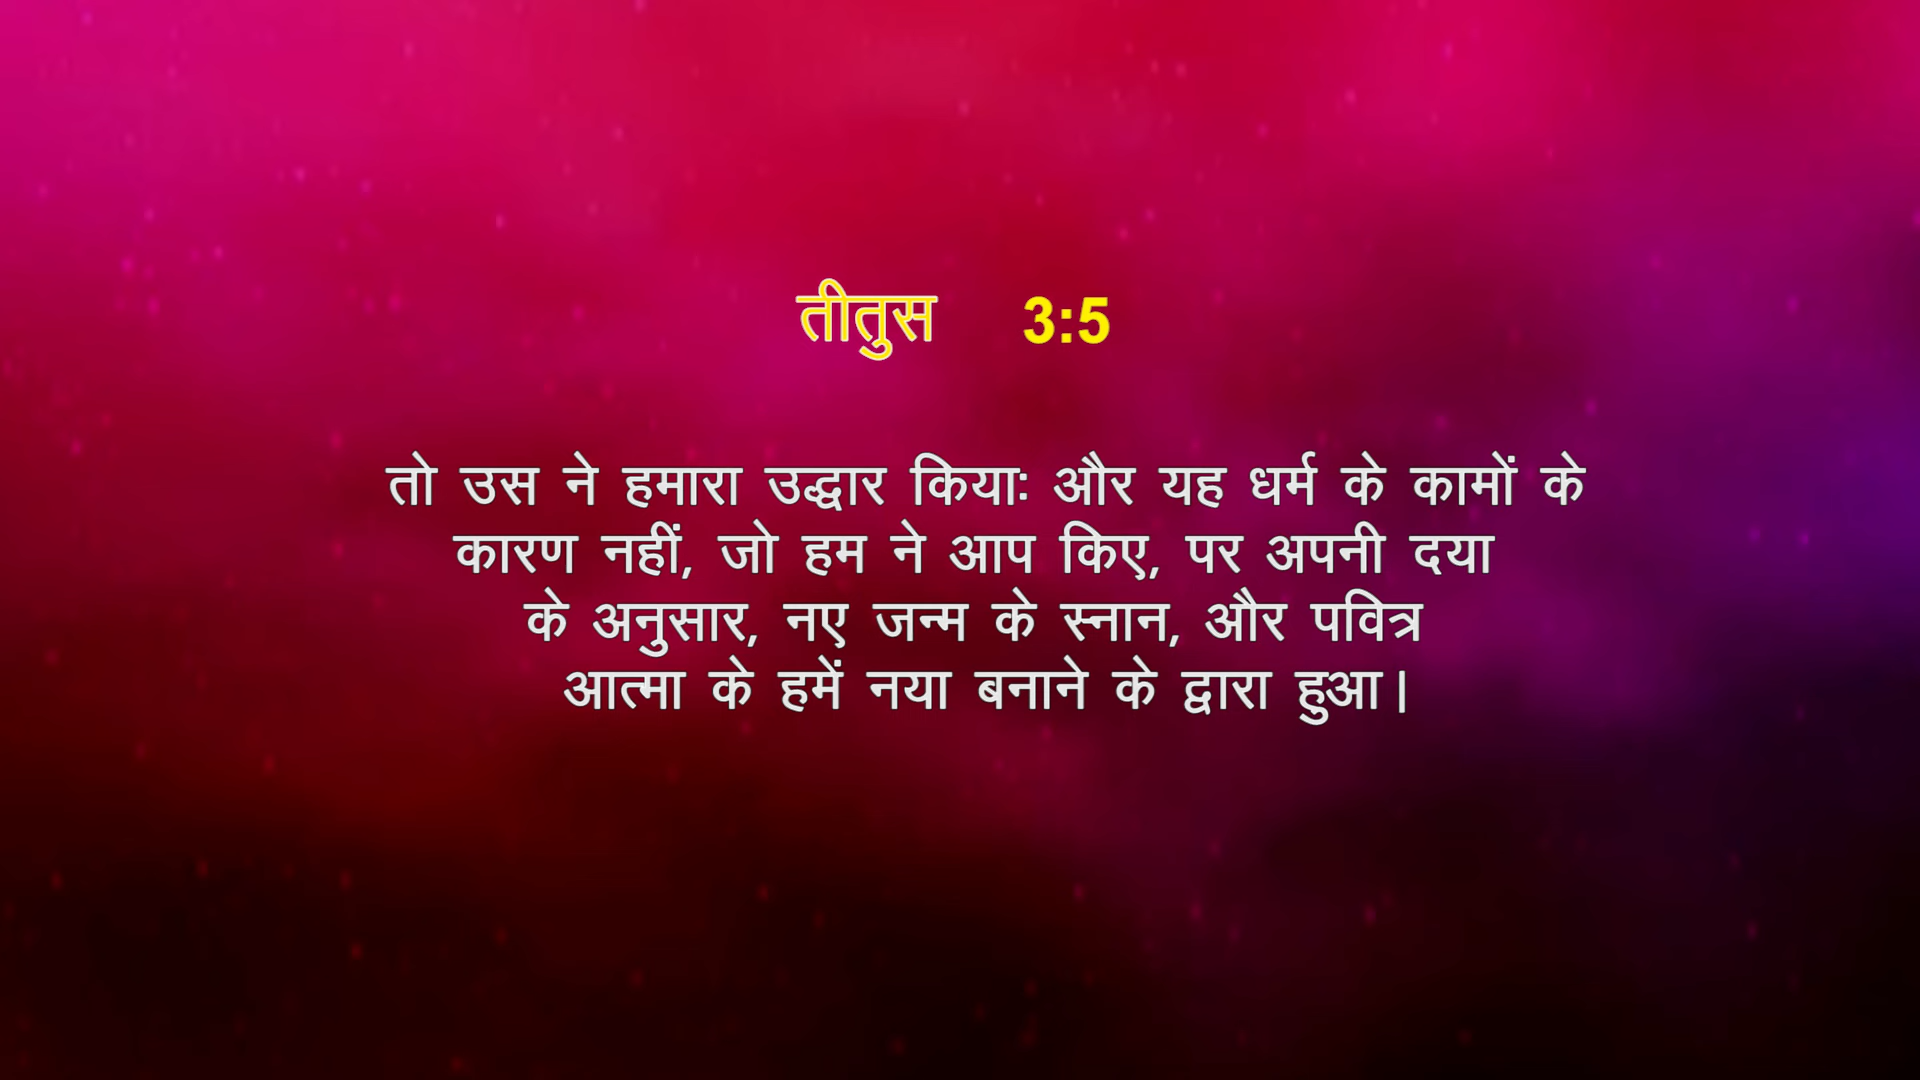 तीतुस 3:5
तो उस ने हमारा उद्धार कियाः और यह धर्म के कामों के
कारण नहीं, जो हम ने आप किए, पर अपनी दया
के अनुसार, नए जन्म के स्नान, और पवित्र
आत्मा के हमें नया बनाने के द्वारा हुआ।